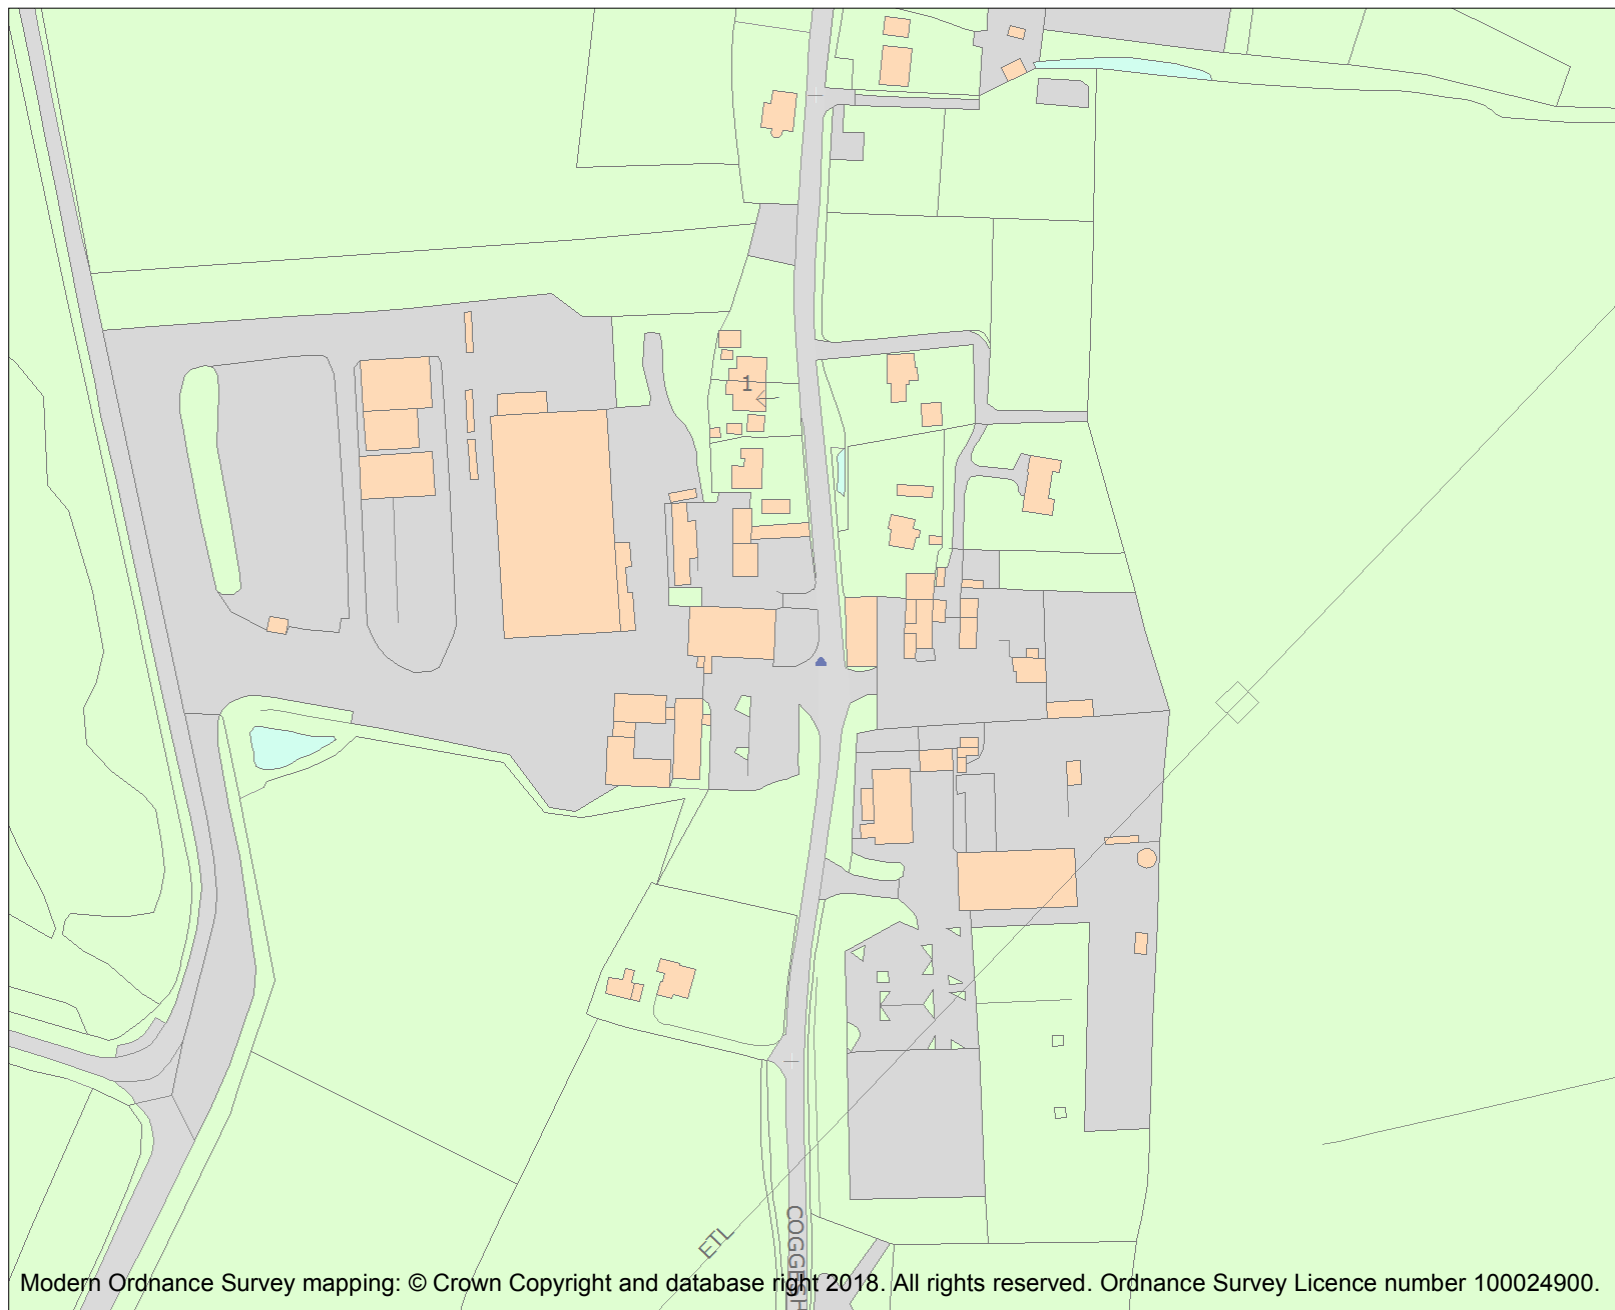 1
ETL
Modern Ordnance Survey mapping: © Crown Copyright and database right 2018. All rights reserved. Ordnance Survey Licence number 100024900.